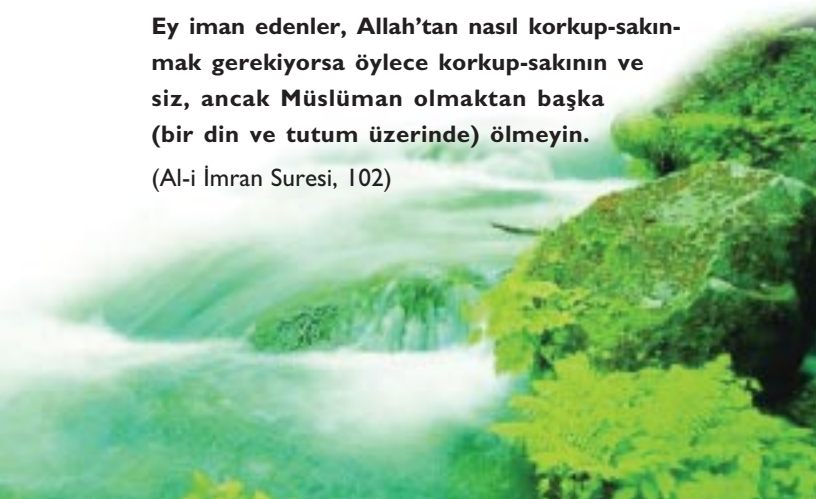 Ey iman edenler, Allah’tan nasıl korkup-sakın-
mak gerekiyorsa öylece korkup-sakının ve
siz, ancak Müslüman olmaktan başka
(bir din ve tutum üzerinde) ölmeyin.
(Al-i İmran Suresi, 102)